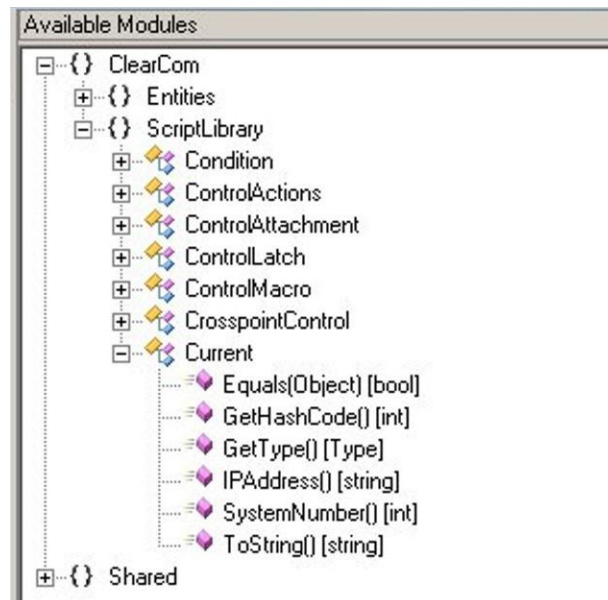 Available Modules
{} ClearCom
{} Entities
{} ScriptLibrary
Condition
ControlActions
ControlAttachment
ControlLatch
ControlMacro
CrosspointControl
Current
Equals(Object) [bool]
GetHashCode() [int]
GetType() [Type]
IPAddress() [string]
SystemNumber() [int]
ToString() [string]
{} Shared